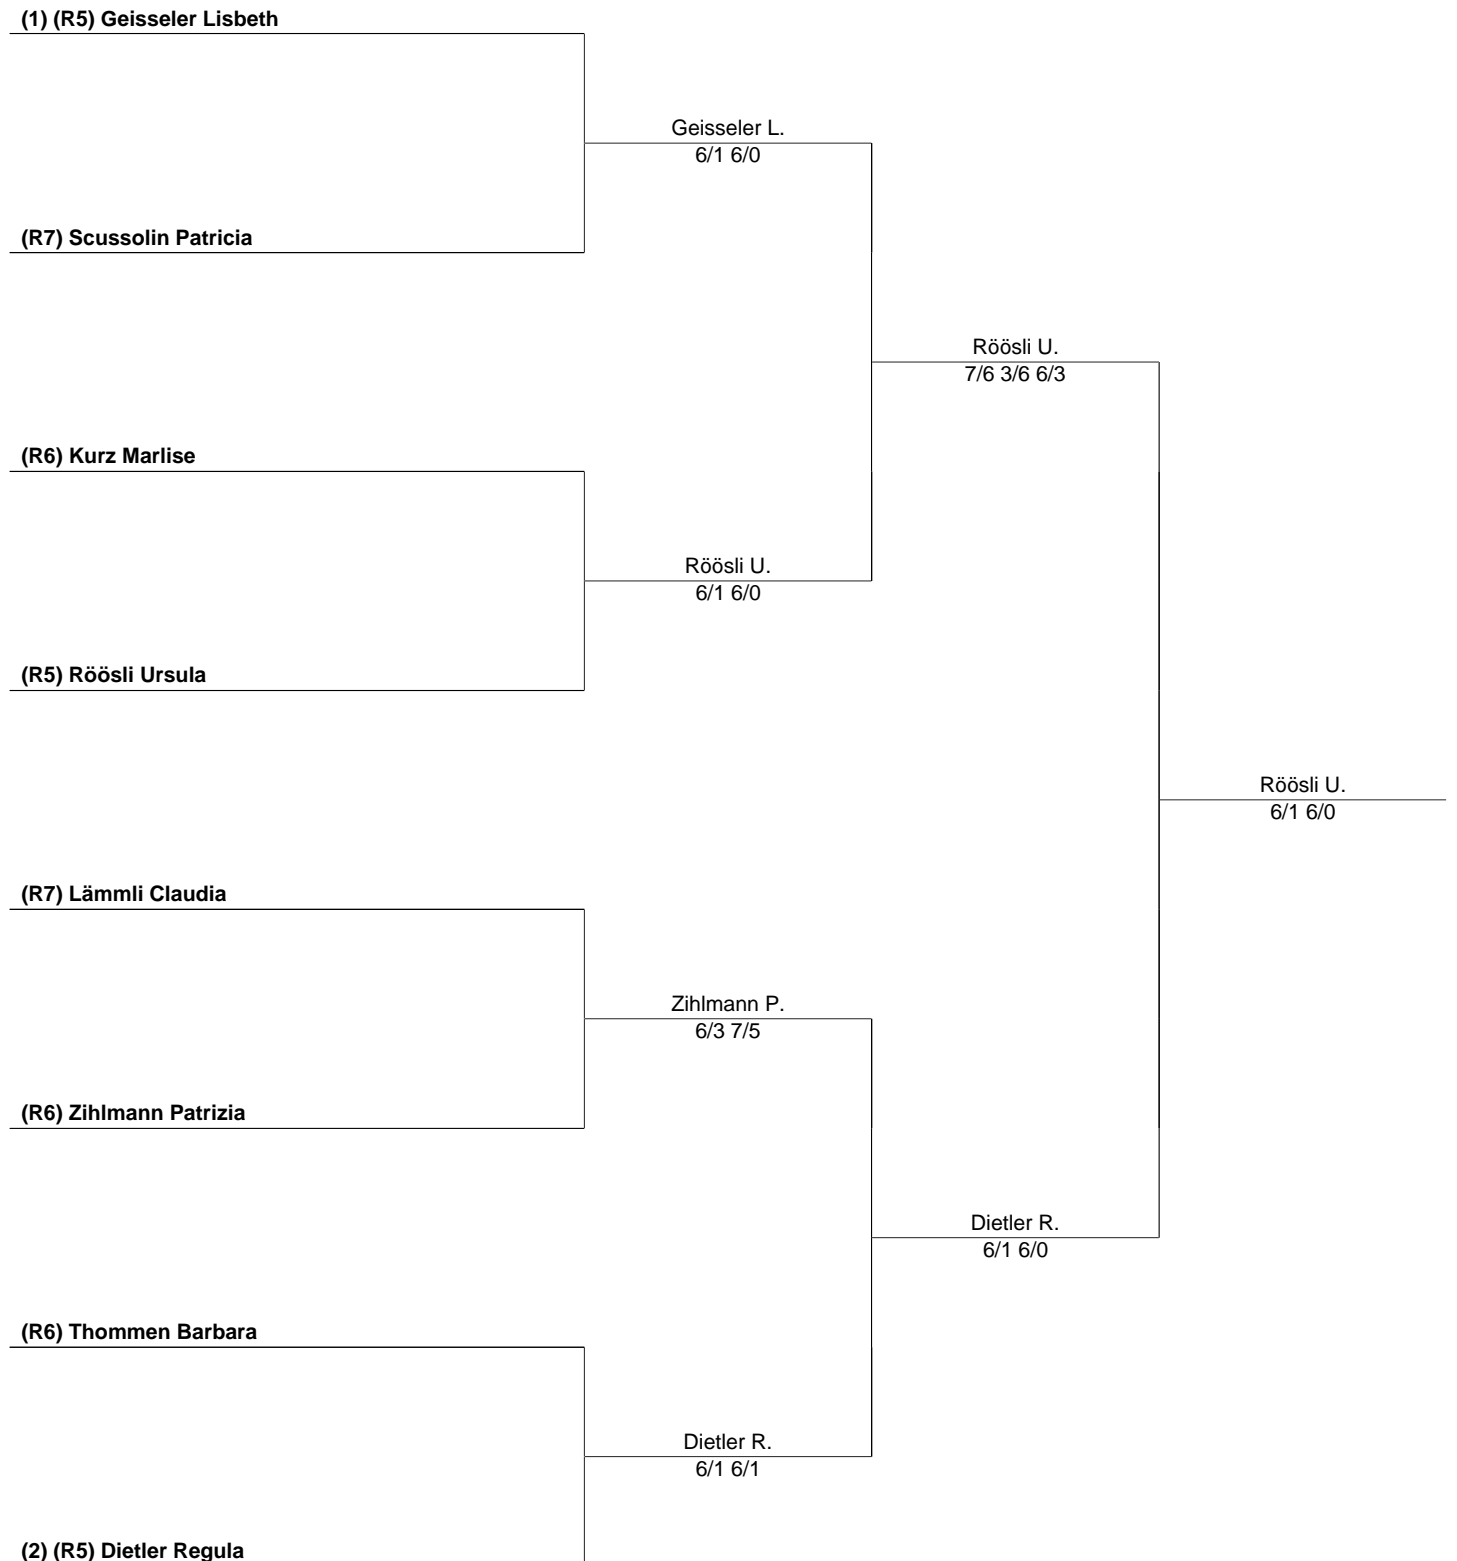 (1) (R5) Geisseler Lisbeth
Geisseler L.
6/1 6/0
(R7) Scussolin Patricia
Röösli U.
7/6 3/6 6/3
(R6) Kurz Marlise
Röösli U.
6/1 6/0
(R5) Röösli Ursula
Röösli U.
6/1 6/0
(R7) Lämmli Claudia
Zihlmann P.
6/3 7/5
(R6) Zihlmann Patrizia
Dietler R.
6/1 6/0
(R6) Thommen Barbara
Dietler R.
6/1 6/1
(2) (R5) Dietler Regula